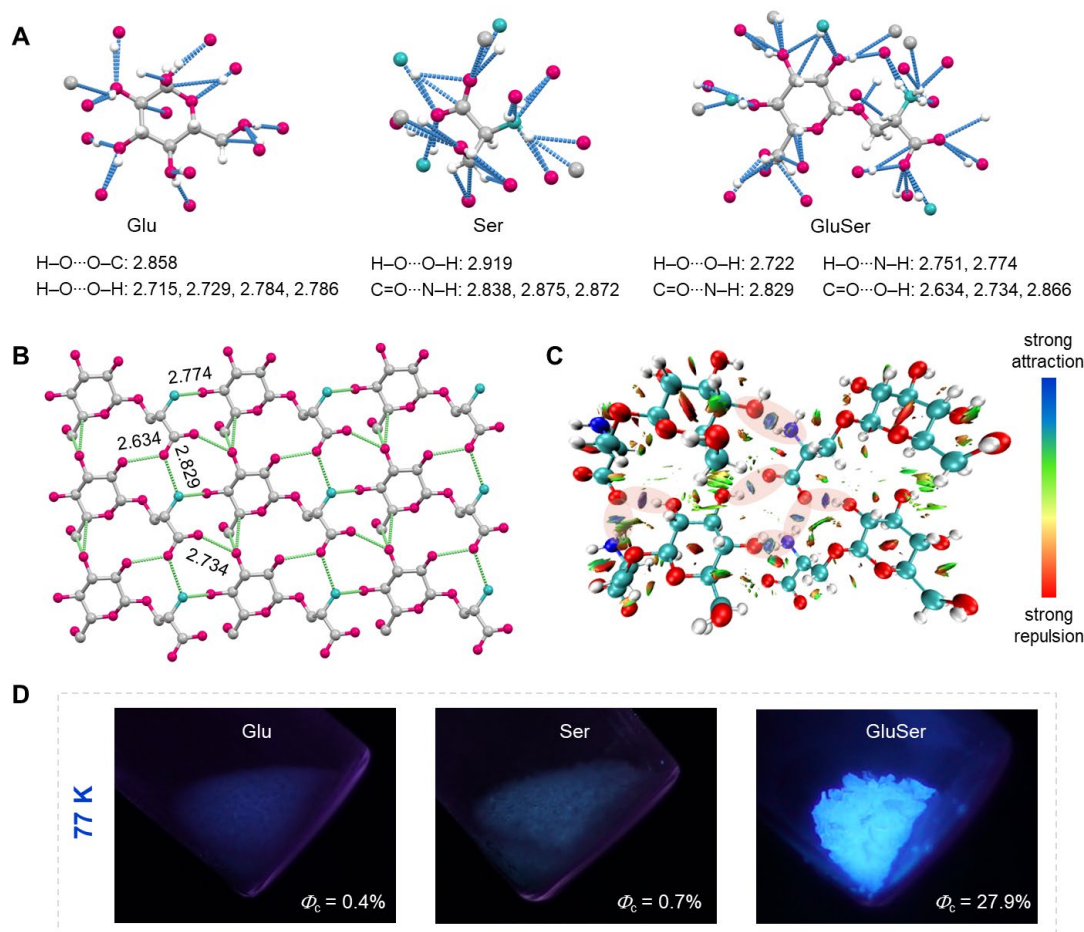 A
Glu
Ser
GluSer
H–O···O–C: 2.858
H–O···O–H: 2.715, 2.729, 2.784, 2.786
H–O···O–H: 2.919
C=O···N–H: 2.838, 2.875, 2.872
H–O···O–H: 2.722
C=O···N–H: 2.829
H–O···N–H: 2.751, 2.774
C=O···O–H: 2.634, 2.734, 2.866
B
2.774
2.634
2.829
2.734
C
strong
attraction
strong
repulsion
D
77 K
Glu
Φc = 0.4%
Ser
Φc = 0.7%
GluSer
Φc = 27.9%